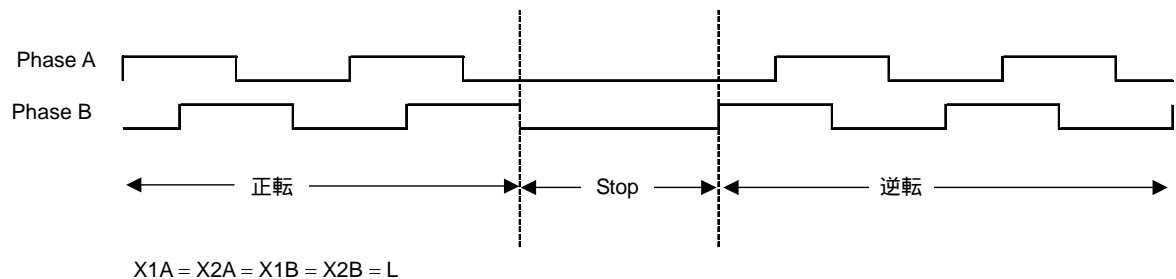 Phase A
Phase B
正転
Stop
逆転
X1A = X2A = X1B = X2B = L